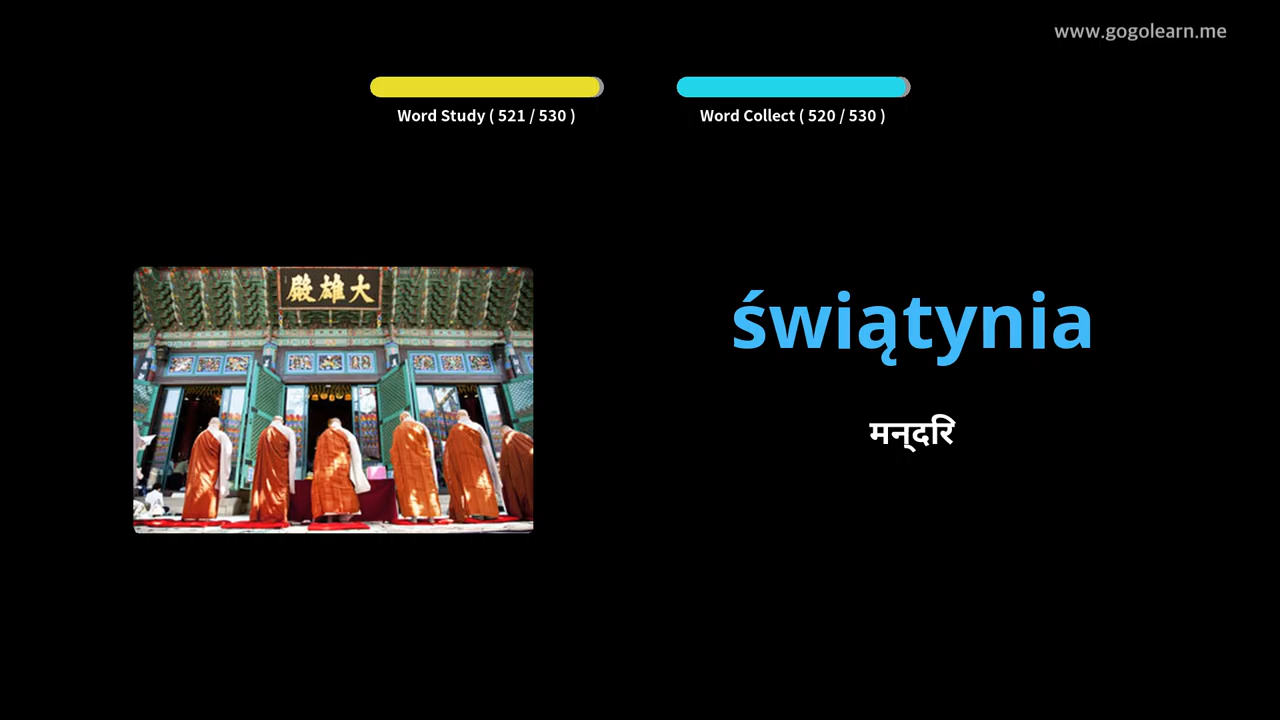 www.gogolearn.me
Word Study ( 521 / 530 )
Word Collect ( 520 / 530 )
殿雄大
świątynia
मन्दरि